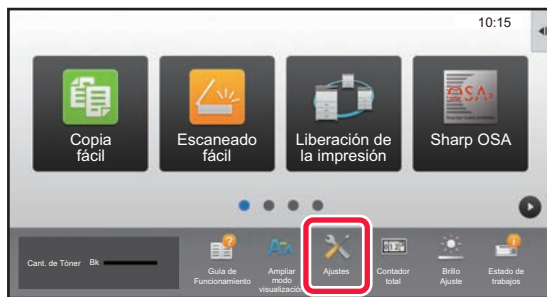 10:15
Copia
fácil
Escaneado
fácil
Liberación de
la impresión
Sharp OSA
Cant. de Tóner Bk
Guía de
Funcionamiento
Ampliar
modo
visualización
Ajustes
Contador
total
Brillo
Ajuste
Estado de
trabajos